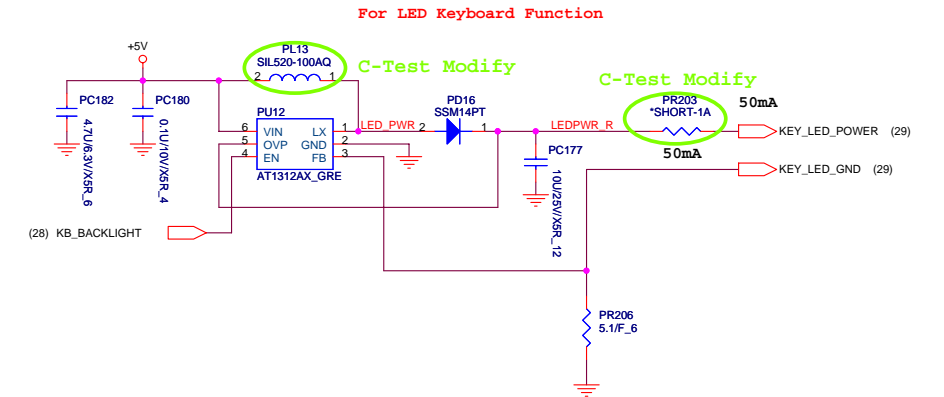 For LED Keyboard Function
+5V
PL13
SIL520-100AQ
2
1
C-Test Modify
C-Test Modify
PC182
4.7U/6.3V/X5R_6
PC180
0.1U/10V/X5R_4
PU12
6 VIN LX 1
5 OVP GND 2
4 EN FB 3
AT1312AX_GRE
LED_PWR
PD16
SSM14PT
2
1
LEDPWR_R
PR203
*SHORT-1A
50mA
50mA
KEY_LED_POWER (29)
KEY_LED_GND (29)
PC177
10U/25V/X5R_12
(28) KB_BACKLIGHT
PR206
5.1/F_6